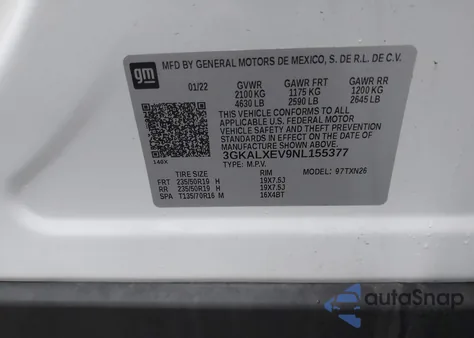 gm
MFD BY GENERAL MOTORS DE MEXICO, S. DE R.L. DE C.V.
01/22 GVWR GAWR FRT GAWR RR
2100 KG 1175 KG 1200 KG
4630 LB 2590 LB 2645 LB
THIS VEHICLE CONFORMS TO ALL
APPLICABLE U.S. FEDERAL MOTOR
VEHICLE SAFETY, BUMPER, AND
THEFT PREVENTION STANDARDS
IN EFFECT ON THE DATE OF
MANUFACTURE SHOWN ABOVE.
3GKALXEV9NL155377
TYPE: M.P.V.
MODEL: 97TXN26
TIRE SIZE RIM
FRT 235/50R19 H 19X7.5J
RR 235/50R19 H 19X7.5J
SPA T135/70R16 M 16X4BT
autoSnap